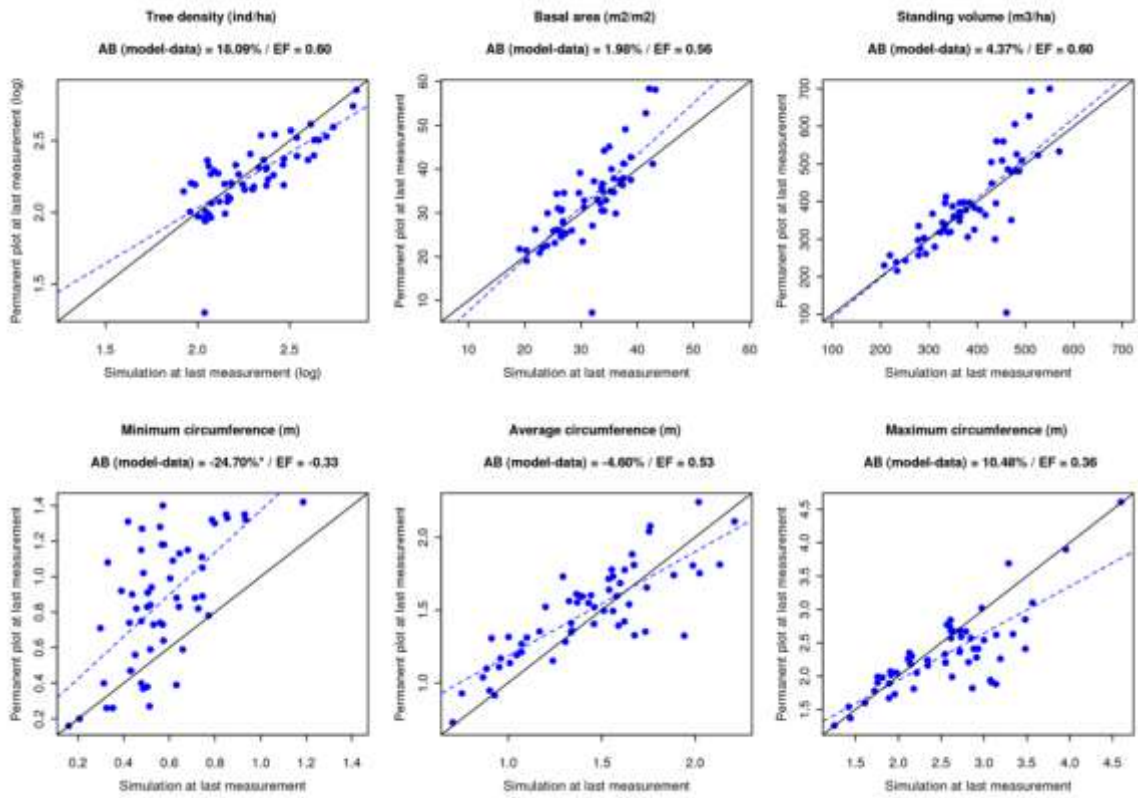 Tree density (ind/ha)
AB (model-data) = 18.09% / EF = 0.60
Permanent plot at last measurement (log)
2.5
2.0
1.5
1.5 2.0 2.5
Simulation at last measurement (log)
Basal area (m2/m2)
AB (model-data) = 1.98% / EF = 0.56
Permanent plot at last measurement
60
50
40
30
20
10
10 20 30 40 50 60
Simulation at last measurement
Standing volume (m3/ha)
AB (model-data) = 4.37% / EF = 0.60
Permanent plot at last measurement
700
600
500
400
300
200
100
100 200 300 400 500 600 700
Simulation at last measurement
Minimum circumference (m)
AB (model-data) = -24.70%* / EF = -0.33
Permanent plot at last measurement
1.4
1.2
1.0
0.8
0.6
0.4
0.2
0.2 0.4 0.6 0.8 1.0 1.2 1.4
Simulation at last measurement
Average circumference (m)
AB (model-data) = -4.60% / EF = 0.53
Permanent plot at last measurement
2.0
1.5
1.0
1.0 1.5 2.0
Simulation at last measurement
Maximum circumference (m)
AB (model-data) = 10.48% / EF = 0.36
Permanent plot at last measurement
4.5
4.0
3.5
3.0
2.5
2.0
1.5
1.5 2.0 2.5 3.0 3.5 4.0 4.5
Simulation at last measurement